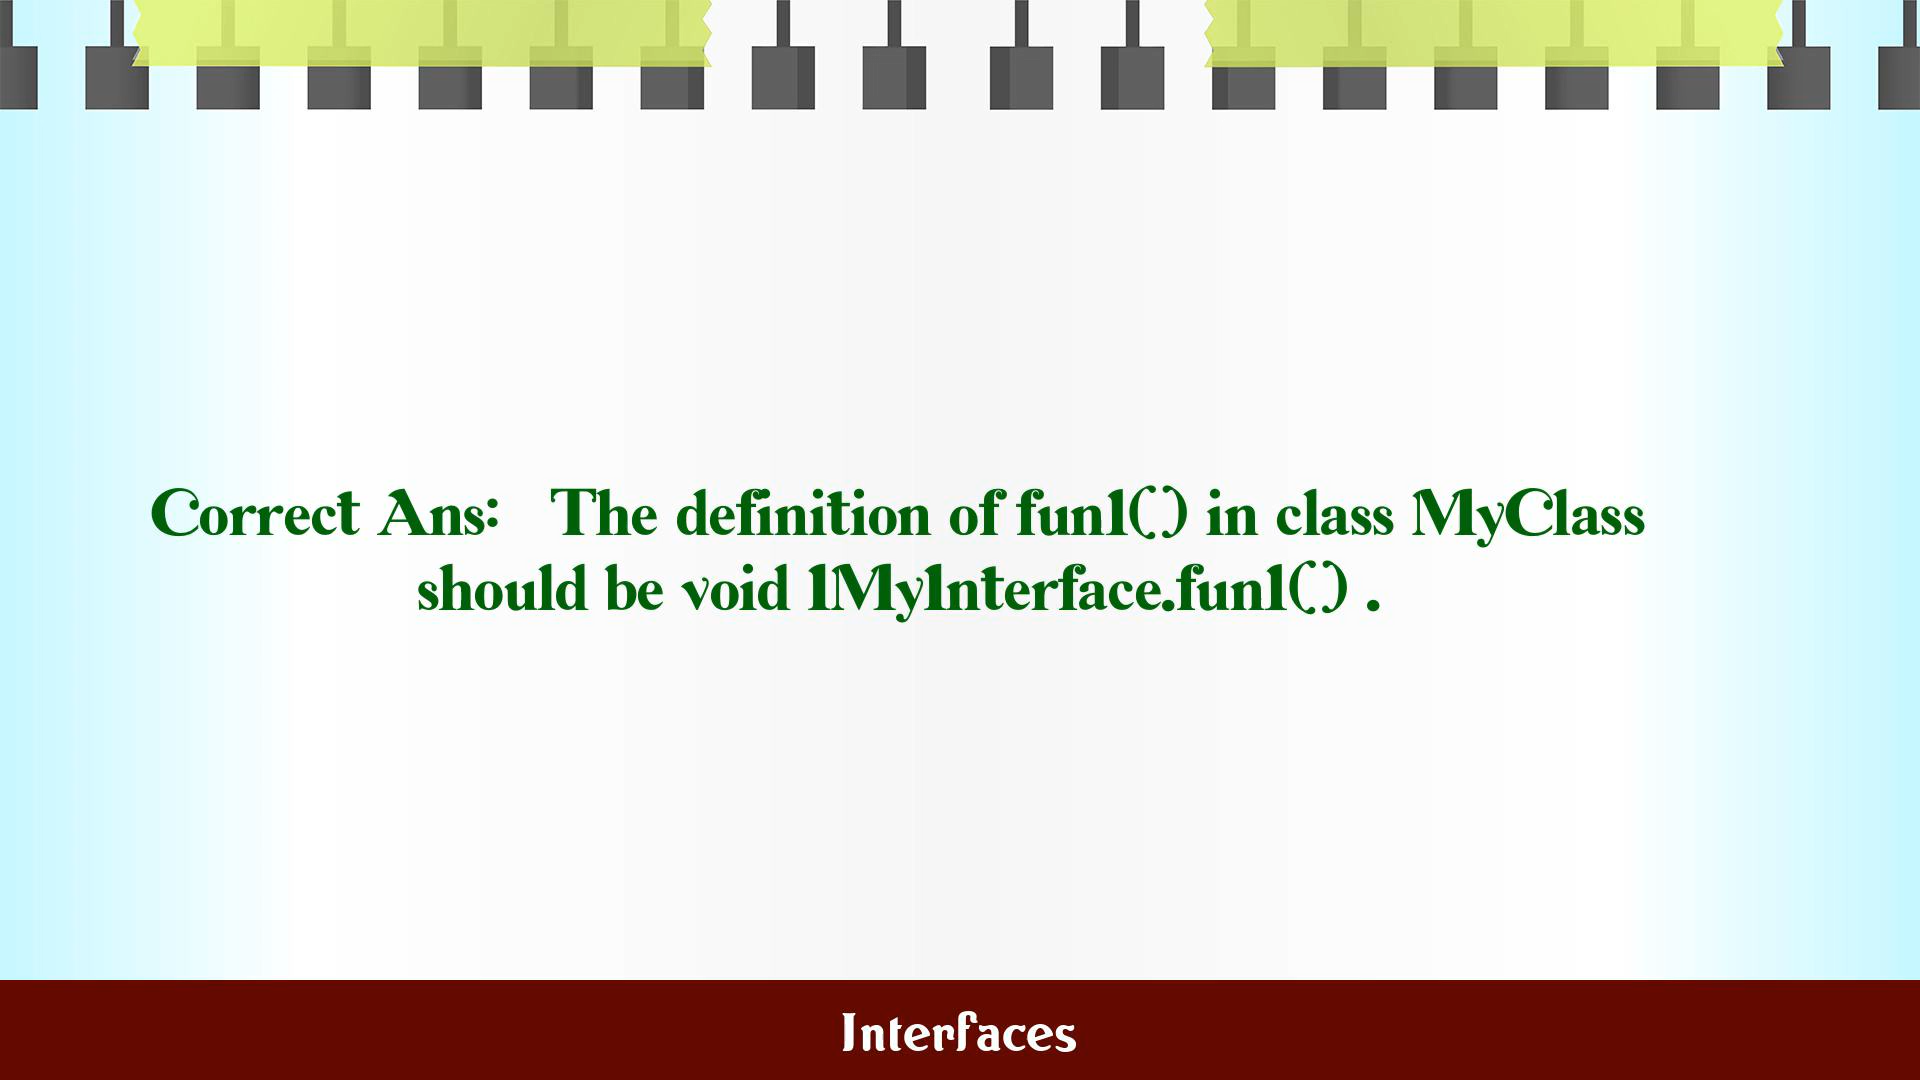 Correct Ans: The definition of fun1() in class MyClass
should be void IMyInterface.fun1() .
Interfaces